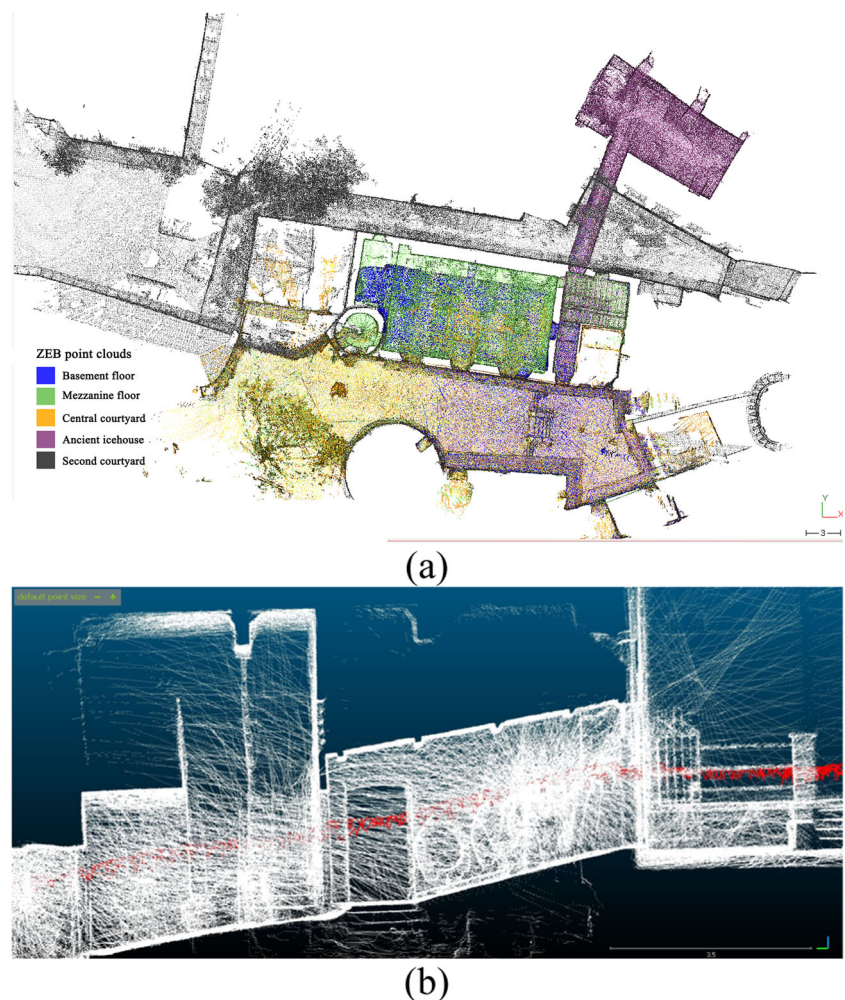 ZEB point clouds
Basement floor
Mezzanine floor
Central courtyard
Ancient icehouse
Second courtyard
Y
X
3
(a)
default point size - +
3.5
(b)